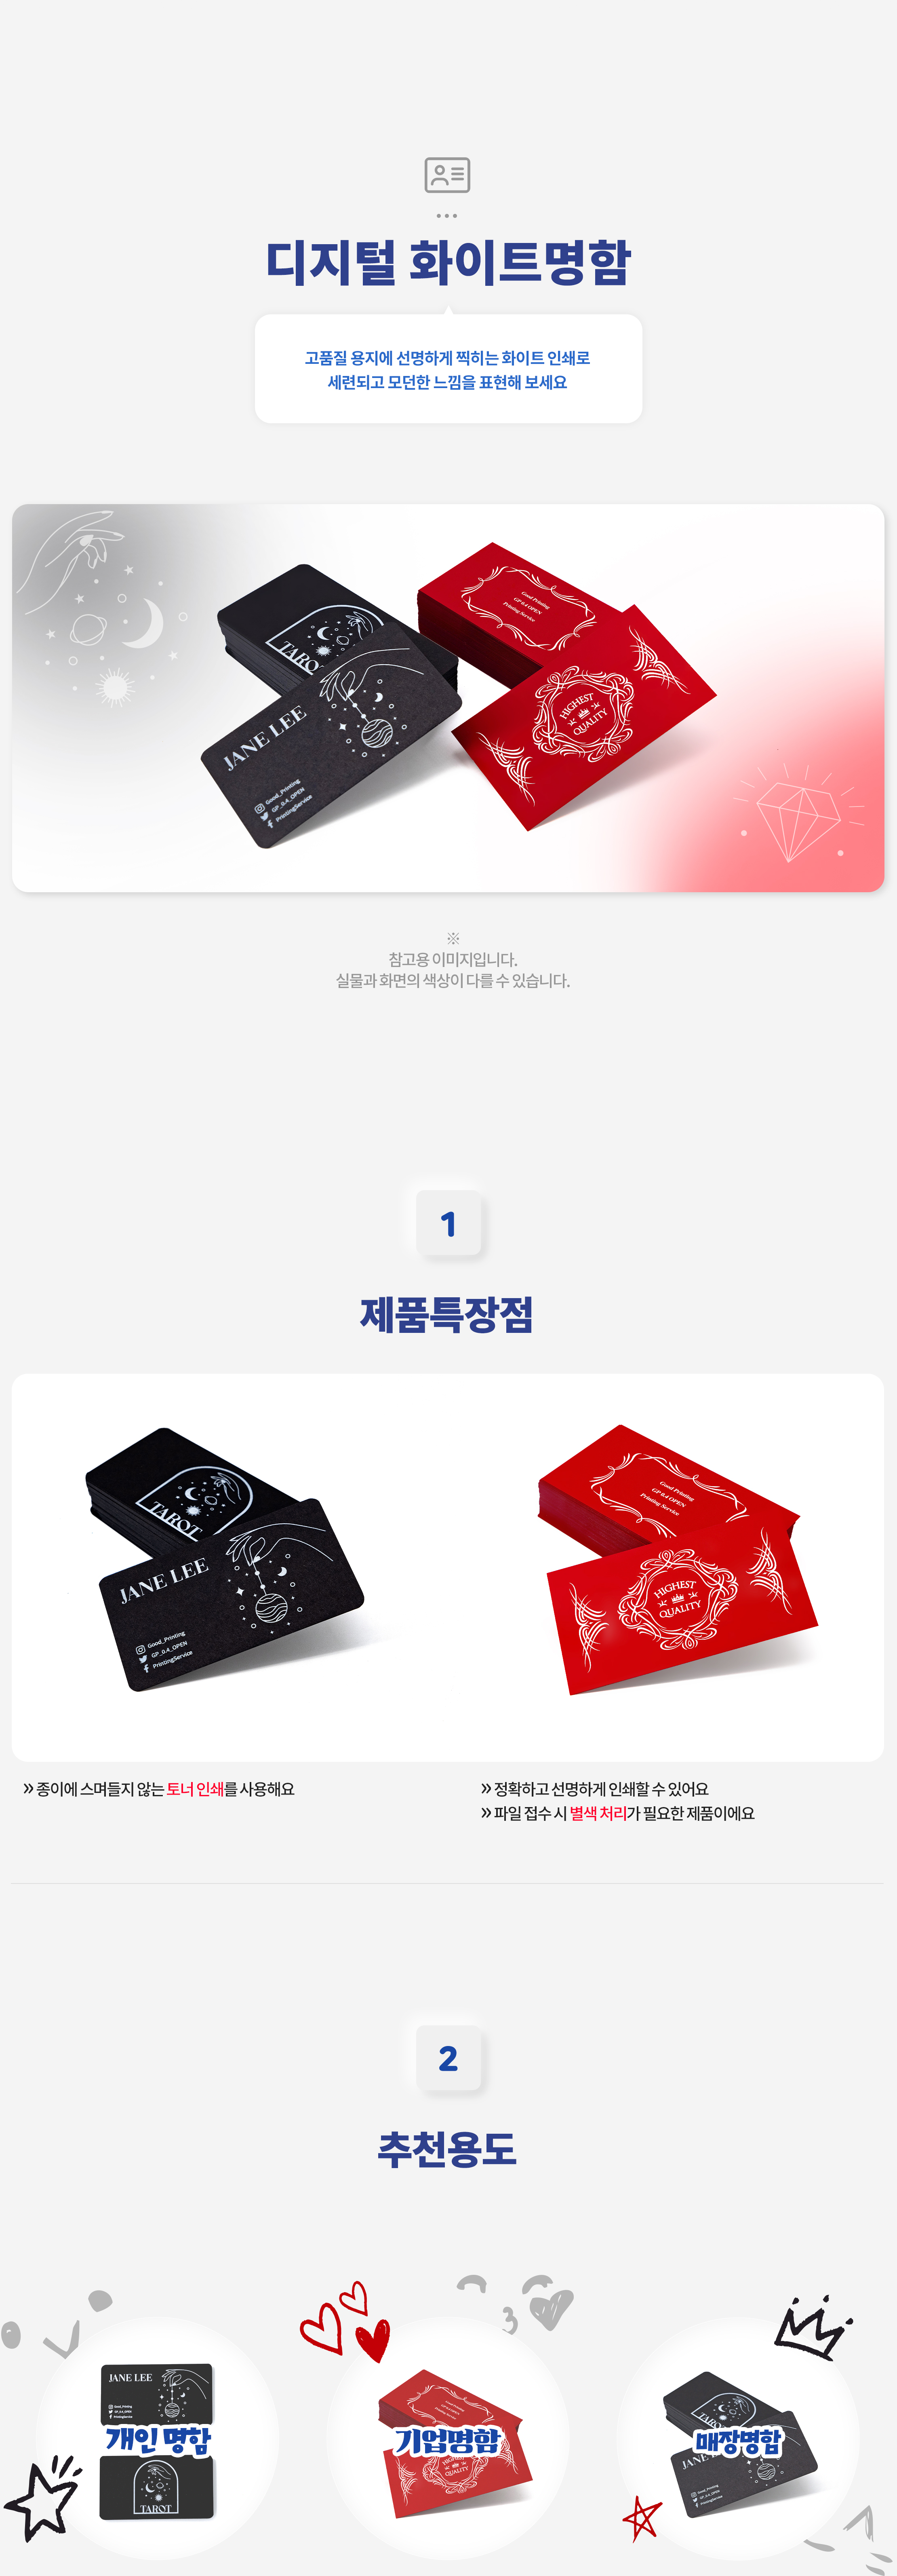 디지털 화이트명함
고품질 용지에 선명하게 찍히는 화이트 인쇄로
세련되고 모던한 느낌을 표현해 보세요
TAROT
JANE LEE
Good_Printing
GP_0.4_OPEN
PrintingService
Good Printing
GP 0.4 OPEN
Printing Service
HIGHEST
QUALITY
※
참고용 이미지입니다.
실물과 화면의 색상이 다를 수 있습니다.
1
제품특장점
TAROT
JANE LEE
Good_Printing
GP_0.4_OPEN
PrintingService
Good Printing
GP 0.4 OPEN
Printing Service
HIGHEST
QUALITY
» 종이에 스며들지 않는 토너 인쇄를 사용해요
» 정확하고 선명하게 인쇄할 수 있어요
» 파일 접수 시 별색 처리가 필요한 제품이에요
2
추천용도
JANE LEE
Good_Printing
GP_0.4_OPEN
PrintingService
개인 명함
TAROT
기업명함
QUALITY
매장명함
Good_Printing
GP_0.4_OPEN
PrintingService